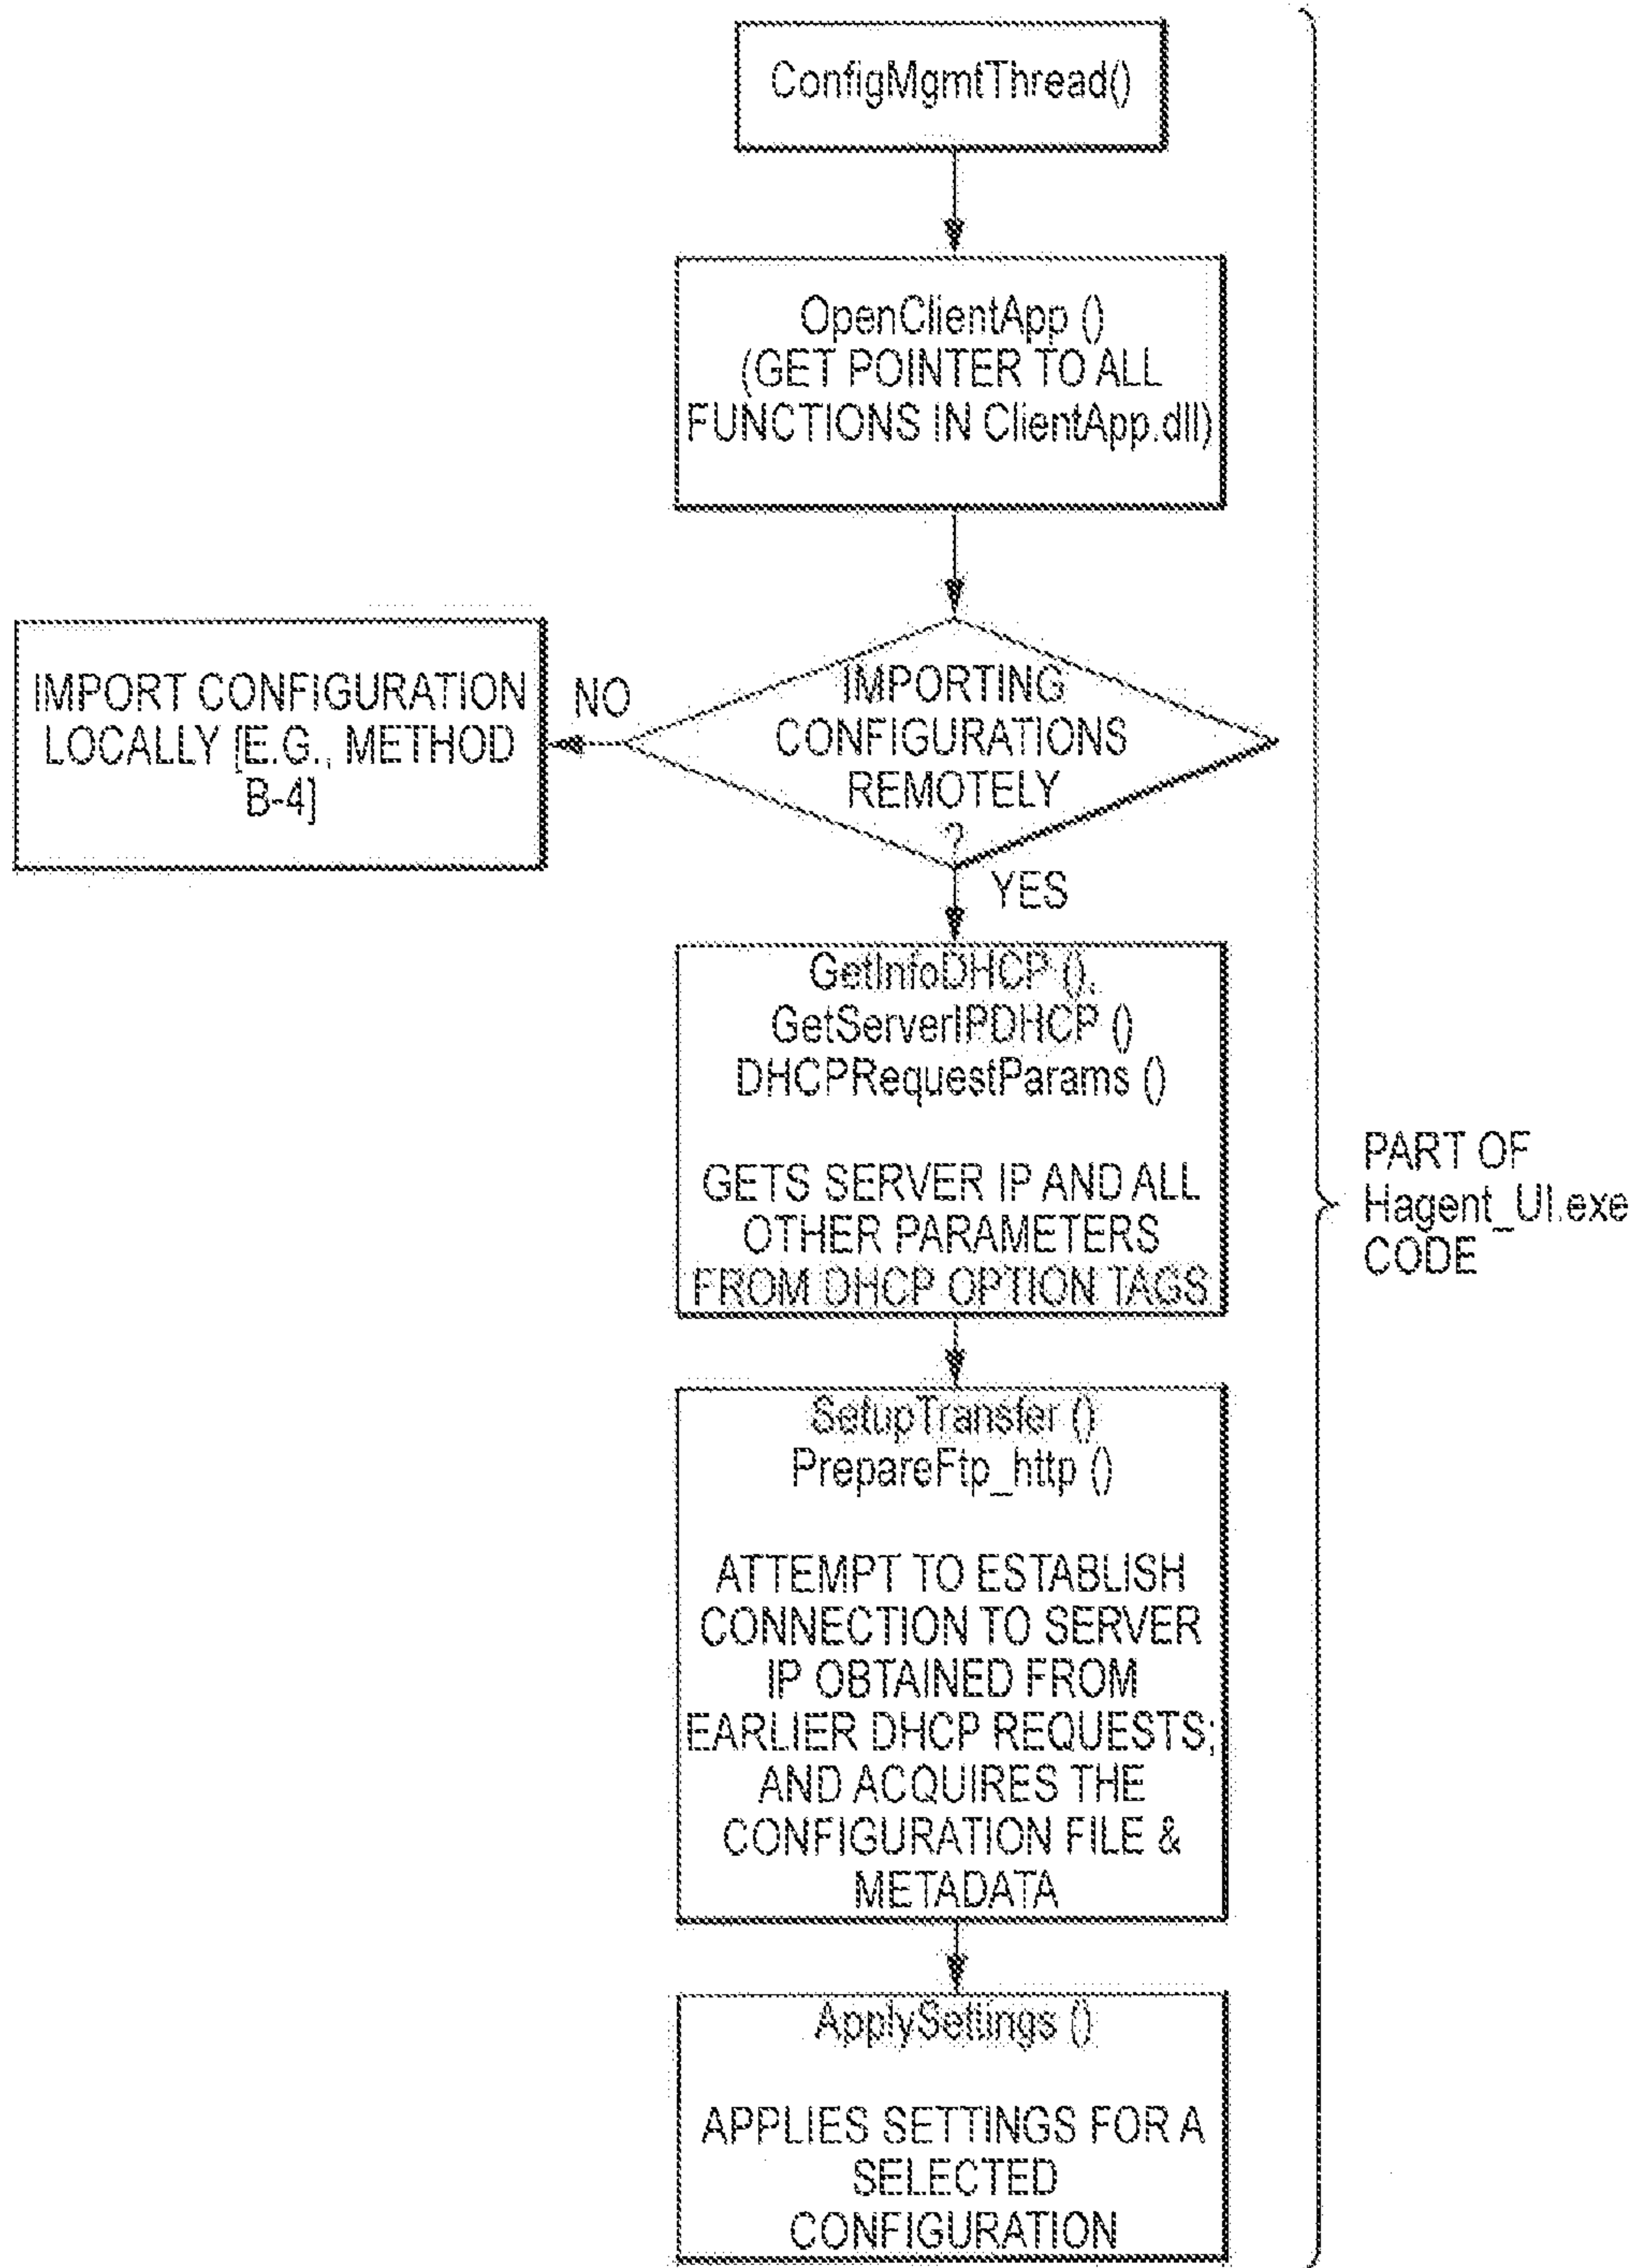 ConfigMgmtThread()
OpenClientApp ()
(GET POINTER TO ALL
FUNCTIONS IN ClientApp.dll)
IMPORTING
CONFIGURATIONS
REMOTELY
?
NO
IMPORT CONFIGURATION
LOCALLY [E.G., METHOD
B-4]
YES
GetInfoDHCP (),
GetServerIPDHCP ()
DHCPRequestParams ()
GETS SERVER IP AND ALL
OTHER PARAMETERS
FROM DHCP OPTION TAGS
SetupTransfer ()
PrepareFtp_http ()
ATTEMPT TO ESTABLISH
CONNECTION TO SERVER
IP OBTAINED FROM
EARLIER DHCP REQUESTS;
AND ACQUIRES THE
CONFIGURATION FILE &
METADATA
ApplySettings ()
APPLIES SETTINGS FOR A
SELECTED
CONFIGURATION
PART OF
Hagent_UI.exe
CODE